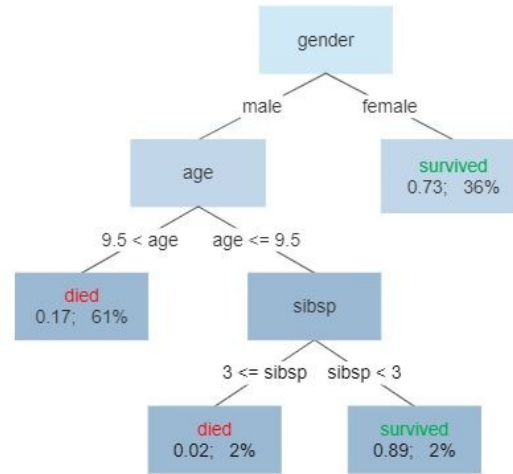 gender
male
female
age
survived
0.73; 36%
9.5 < age
age <= 9.5
died
0.17; 61%
sibsp
3 <= sibsp
sibsp < 3
died
0.02; 2%
survived
0.89; 2%